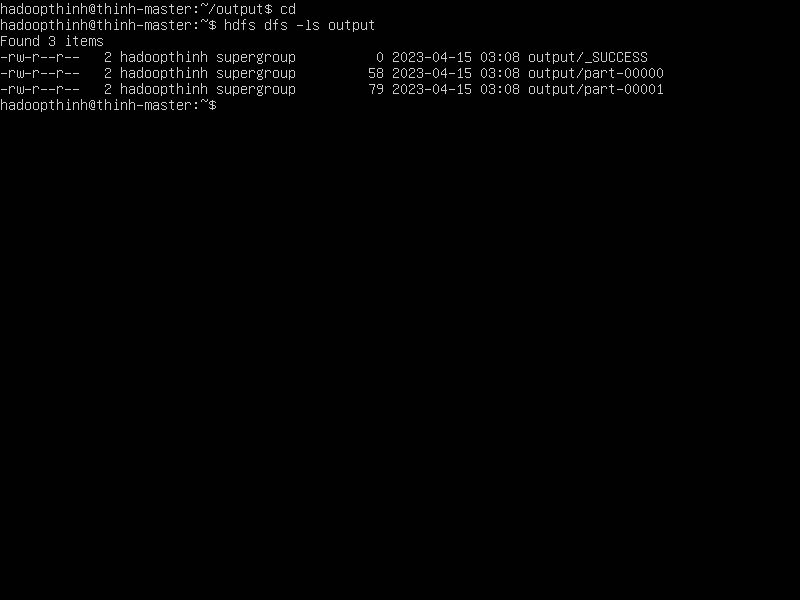 hadoopthinh@thinh-master:~/output$ cd
hadoopthinh@thinh-master:~$ hdfs dfs -ls output
Found 3 items
-rw-r--r--   2 hadoopthinh supergroup          0 2023-04-15 03:08 output/_SUCCESS
-rw-r--r--   2 hadoopthinh supergroup         58 2023-04-15 03:08 output/part-00000
-rw-r--r--   2 hadoopthinh supergroup         79 2023-04-15 03:08 output/part-00001
hadoopthinh@thinh-master:~$